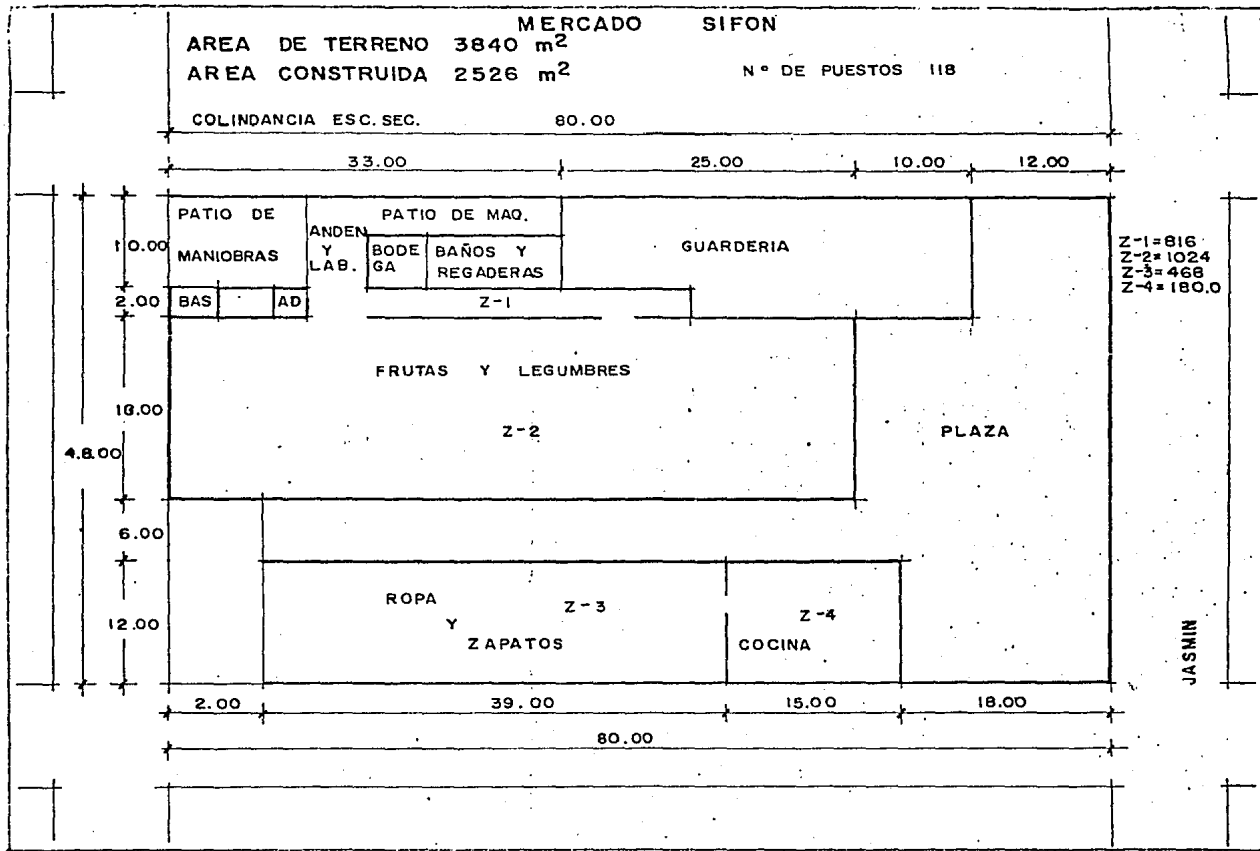 MERCADO SIFON
AREA DE TERRENO 3840 m²
AREA CONSTRUIDA 2526 m²
Nº DE PUESTOS 118
COLINDANCIA ESC. SEC. 80.00
33.00 25.00 10.00 12.00
PATIO DE
MANIOBRAS
ANDEN
Y
LAB.
PATIO DE MAQ.
BODE
GA
BAÑOS Y
REGADERAS
GUARDERIA
Z-1=816
Z-2=1024
Z-3=468
Z-4=180.0
10.00
2.00
BAS
AD
Z-1
FRUTAS Y LEGUMBRES
Z-2
PLAZA
18.00
48.00
6.00
12.00
ROPA
Y
ZAPATOS
Z-3
Z-4
COCINA
JASMIN
2.00 39.00 15.00 18.00
80.00